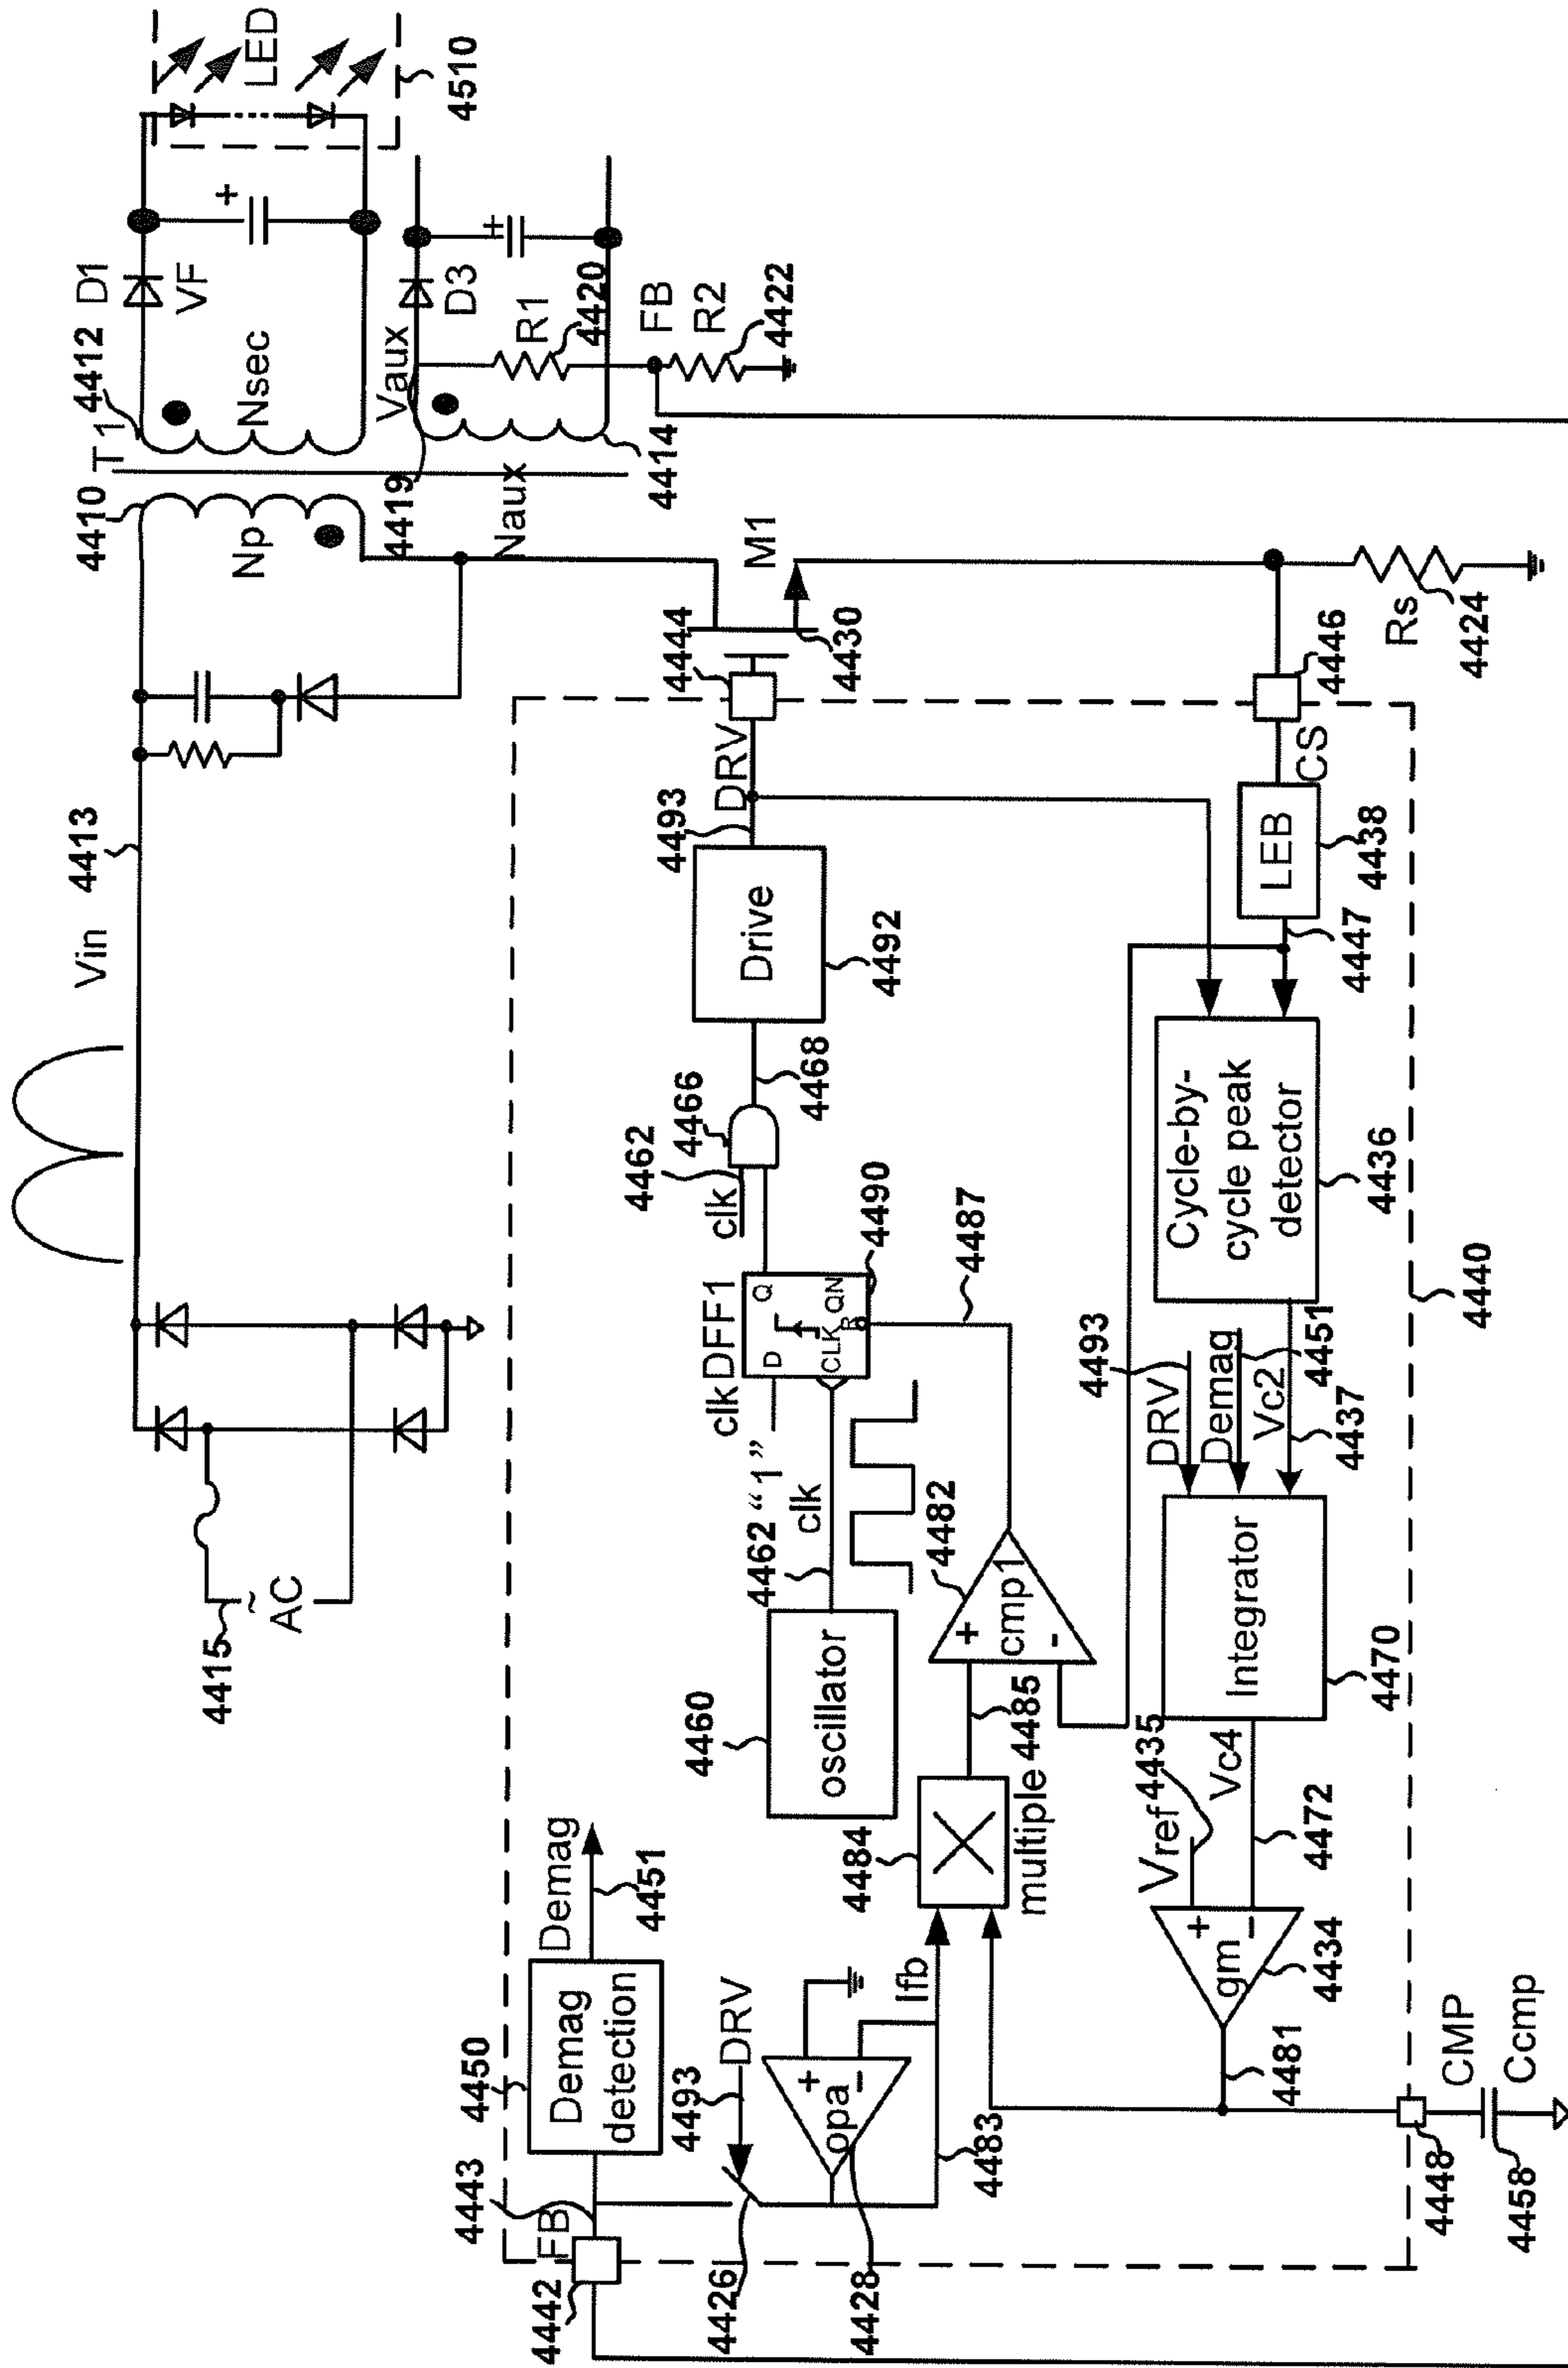 4415
~
AC
Vin
4413
4410
Np
T1
4412
Nsec
D1
VF
LED
4510
4419
Naux
Vaux
D3
R1
4420
FB
R2
4422
4414
M1
4430
4444
4446
Rs
4424
4442
FB
4443
4450
Demag
detection
Demag
4451
4426
4493
DRV
opa
+
-
4428
4483
Ifb
4484
multiple
4485
4460
oscillator
4462
clk
"1"
clk
DFF1
D
Q
CLK
R
QN
4490
4487
4482
+
cmp1
-
clk
4462
4466
4468
Drive
4492
4493
DRV
CS
LEB
4438
4447
Cycle-by-
cycle peak
detector
4436
4493
DRV
Demag
4451
Vc2
4437
Integrator
4470
Vc4
4472
Vref
4435
+
gm
-
4434
4481
4440
4448
CMP
Ccmp
4458